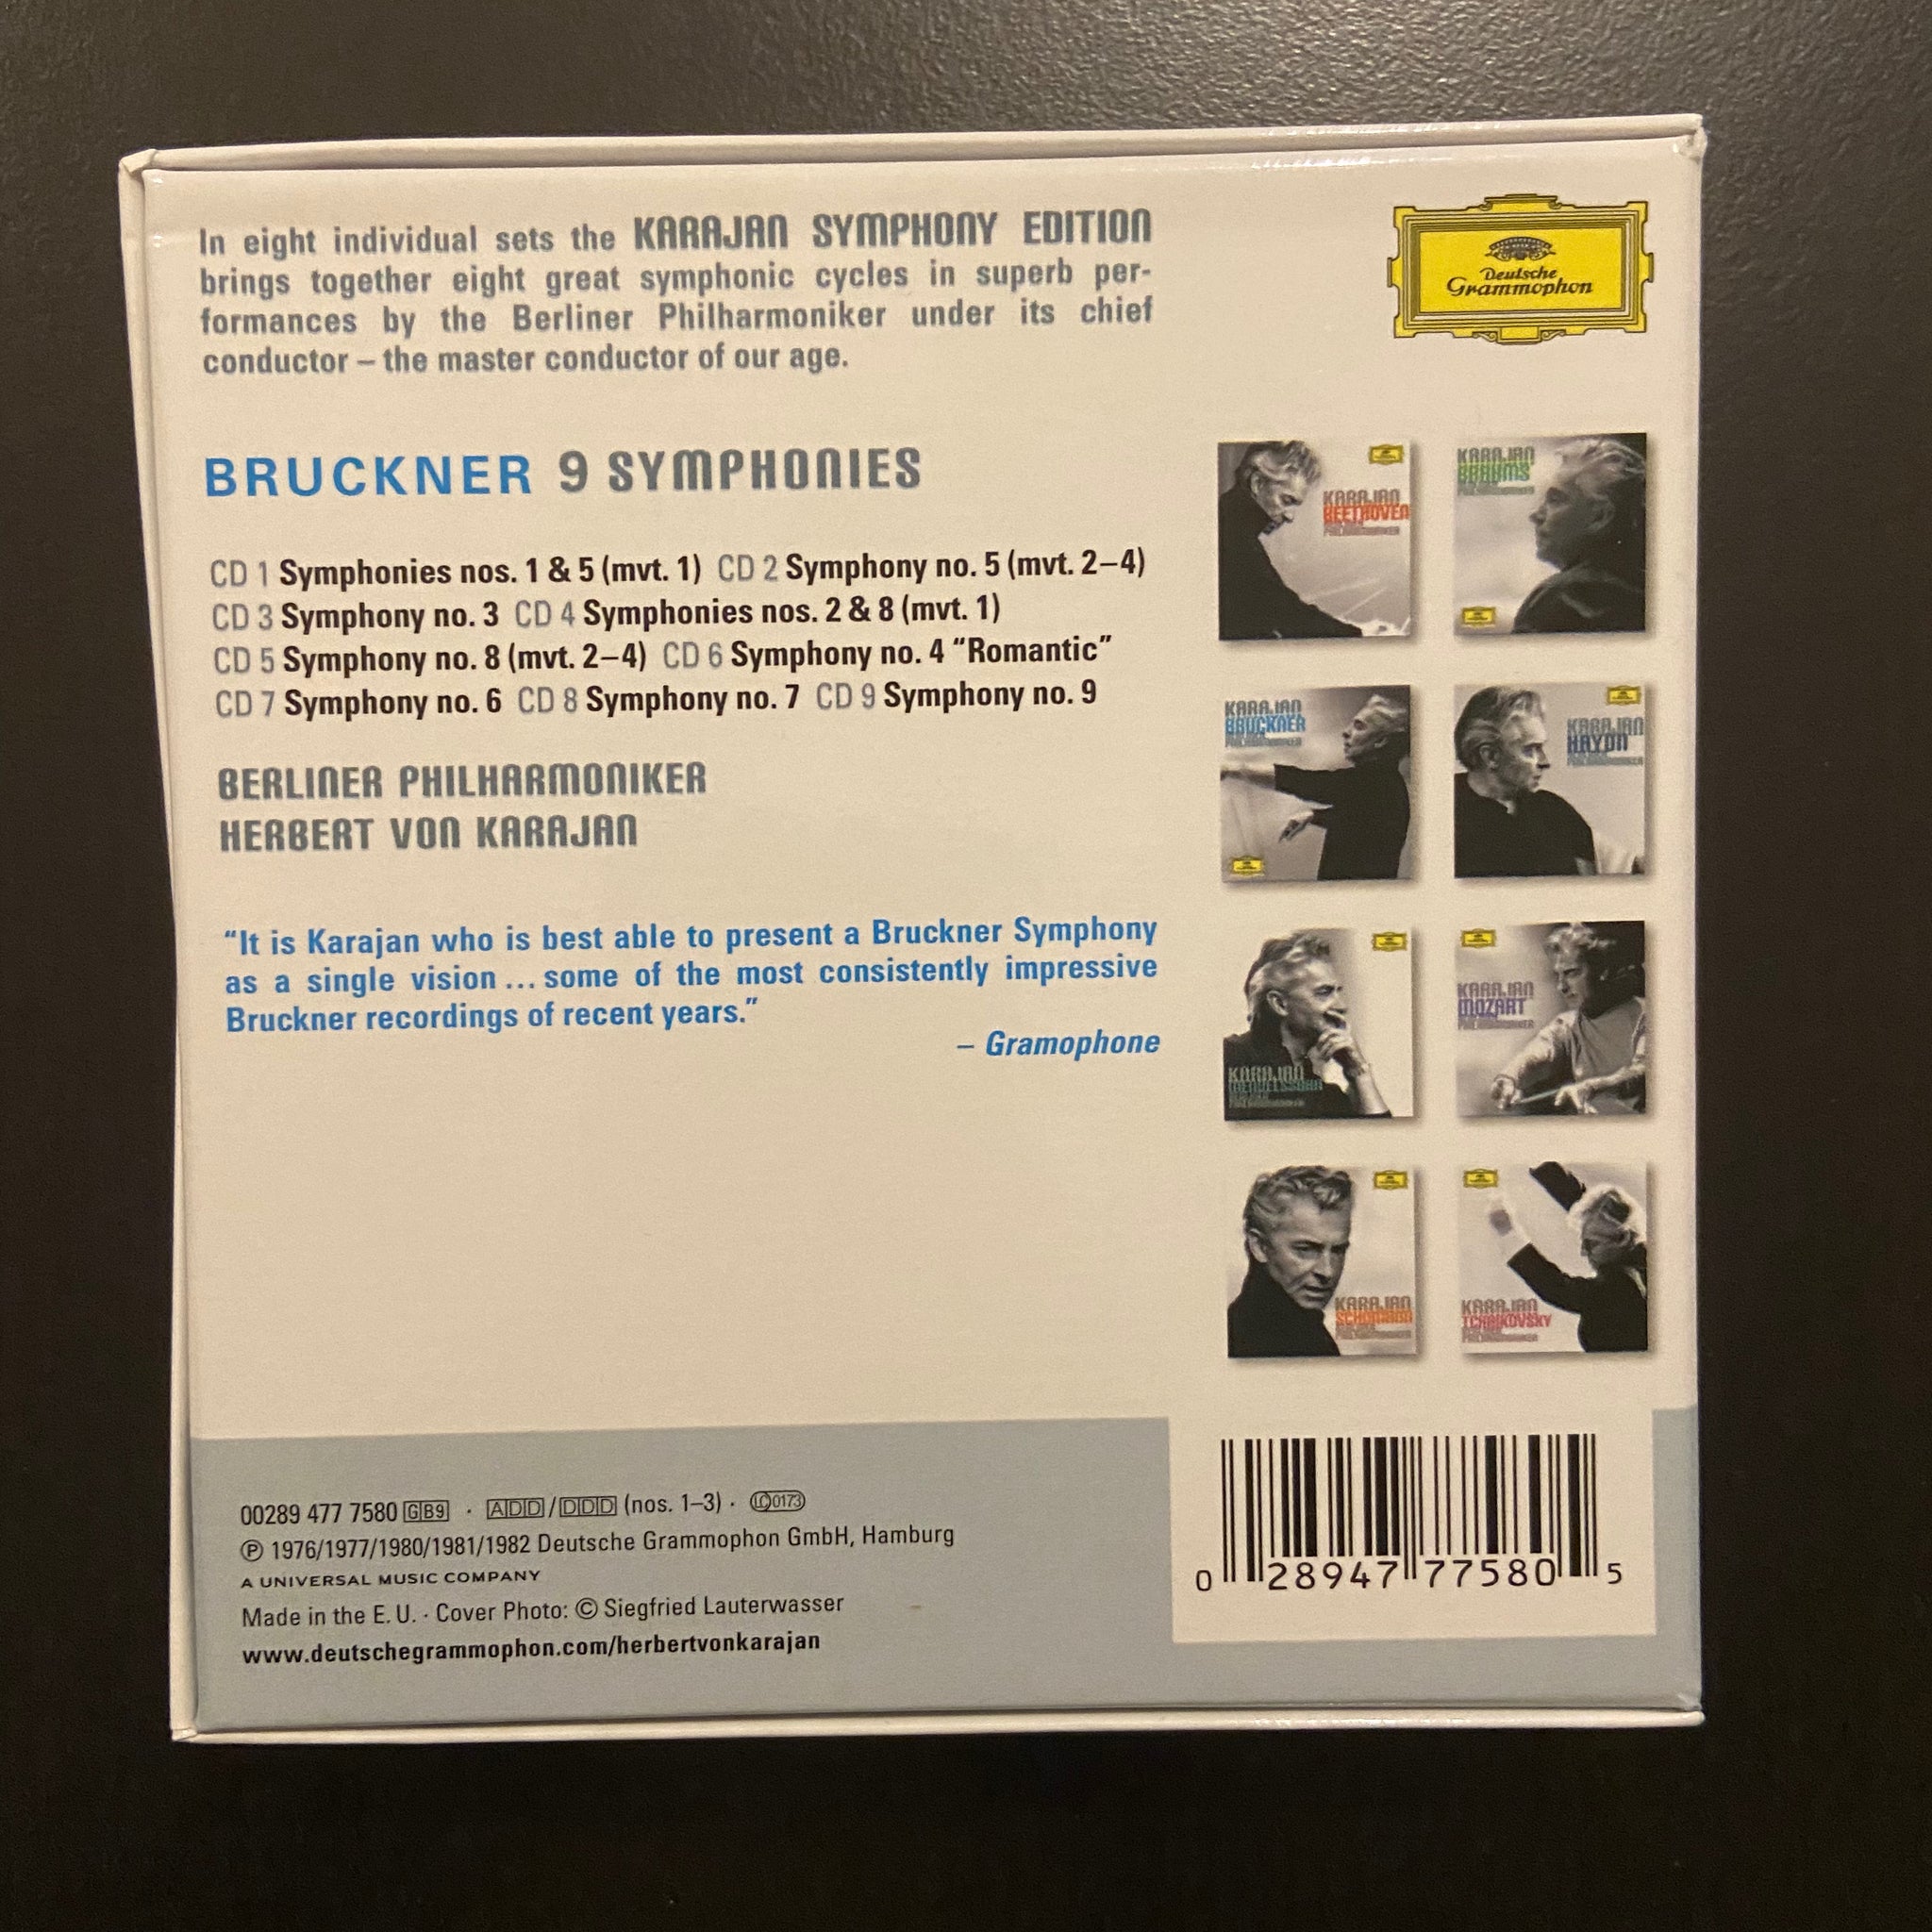 In eight individual sets the KARAJAN SYMPHONY EDITION
brings together eight great symphonic cycles in superb per-
formances by the Berliner Philharmoniker under its chief
conductor – the master conductor of our age.
Deutsche
Grammophon
BRUCKNER 9 SYMPHONIES
CD 1 Symphonies nos. 1 & 5 (mvt. 1) CD 2 Symphony no. 5 (mvt. 2–4)
CD 3 Symphony no. 3 CD 4 Symphonies nos. 2 & 8 (mvt. 1)
CD 5 Symphony no. 8 (mvt. 2–4) CD 6 Symphony no. 4 “Romantic”
CD 7 Symphony no. 6 CD 8 Symphony no. 7 CD 9 Symphony no. 9
BERLINER PHILHARMONIKER
HERBERT VON KARAJAN
“It is Karajan who is best able to present a Bruckner Symphony
as a single vision ... some of the most consistently impressive
Bruckner recordings of recent years.”
– Gramophone
KARAJAN
BEETHOVEN
KARAJAN
BRAHMS
KARAJAN
BRUCKNER
KARAJAN
HAYDN
KARAJAN
MENDELSSOHN
KARAJAN
MOZART
KARAJAN
SCHUMANN
KARAJAN
TCHAIKOVSKY
00289 477 7580 GB9 · ADD/DDD (nos. 1–3) · LC0173
℗ 1976/1977/1980/1981/1982 Deutsche Grammophon GmbH, Hamburg
A UNIVERSAL MUSIC COMPANY
Made in the E. U. · Cover Photo: © Siegfried Lauterwasser
www.deutschegrammophon.com/herbertvonkarajan
0 28947 77580 5